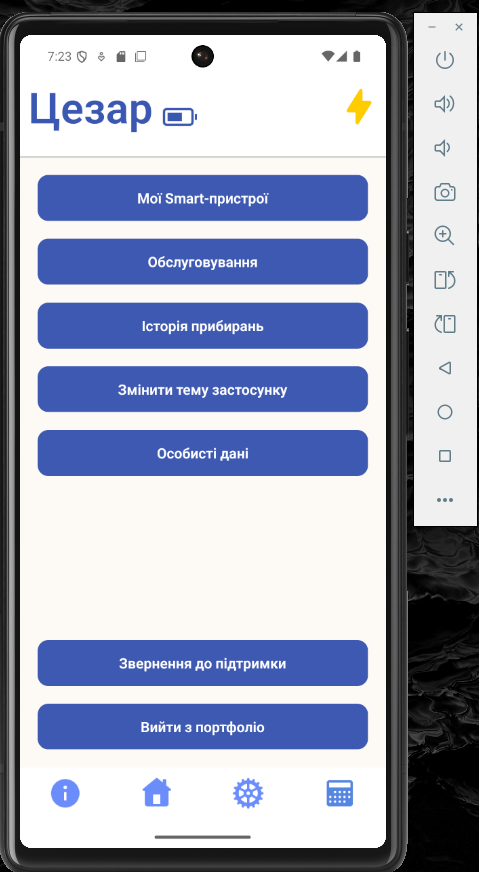 7:23
Цезар
Мої Smart-пристрої
Обслуговування
Історія прибирань
Змінити тему застосунку
Особисті дані
Звернення до підтримки
Вийти з портфоліо